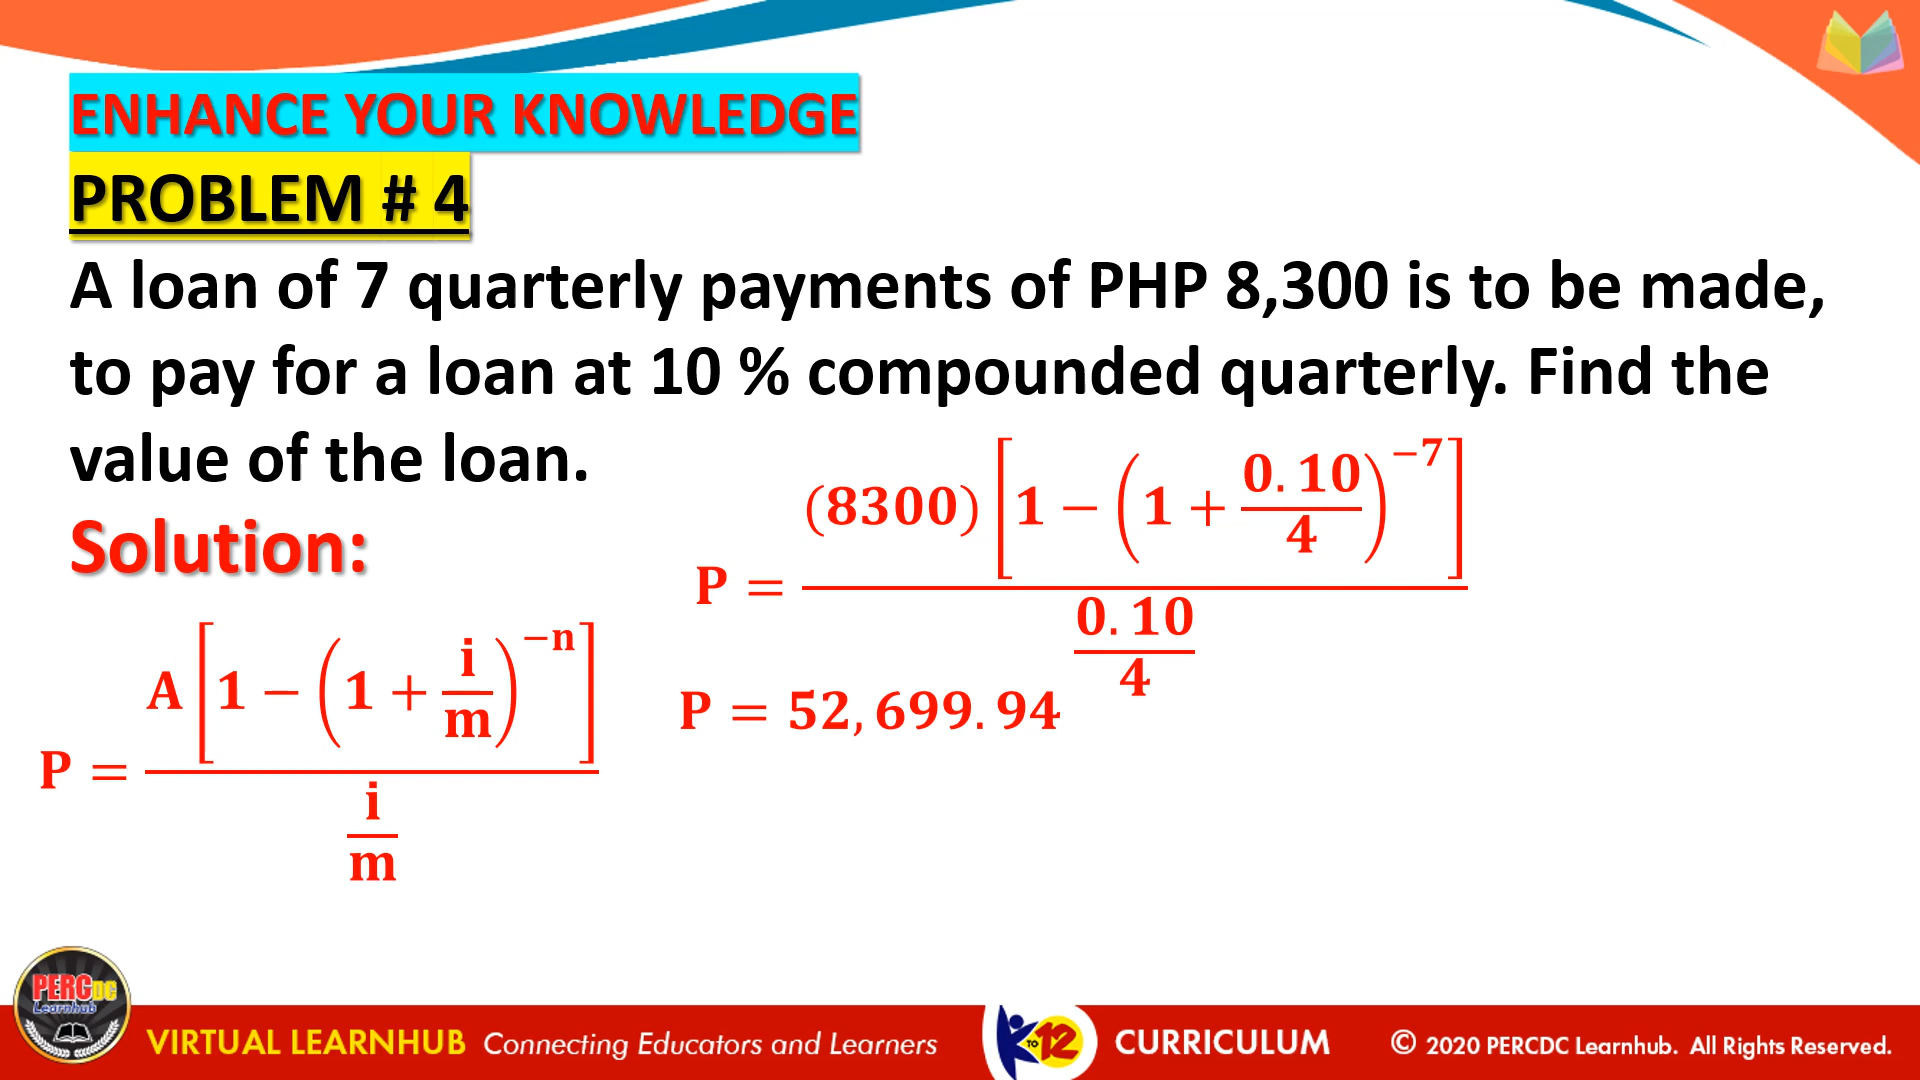 ENHANCE YOUR KNOWLEDGE
PROBLEM # 4
A loan of 7 quarterly payments of PHP 8,300 is to be made,
to pay for a loan at 10 % compounded quarterly. Find the
value of the loan.
Solution:
P = A[1 − (1 + i/m)^−n] / (i/m)
P = (8300)[1 − (1 + 0.10/4)^−7] / (0.10/4)
P = 52,699.94
PERCDC Learnhub
VIRTUAL LEARNHUB Connecting Educators and Learners
K TO 12 CURRICULUM
© 2020 PERCDC Learnhub. All Rights Reserved.